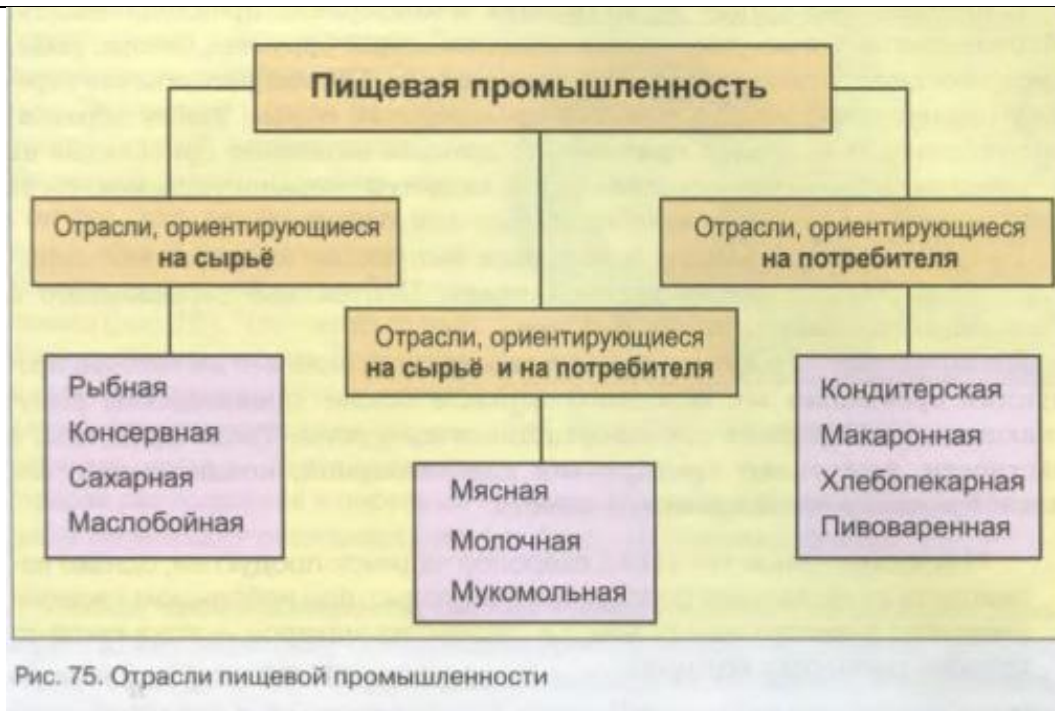 Пищевая промышленность
Отрасли, ориентирующиеся
на сырьё
Рыбная
Консервная
Сахарная
Маслобойная
Отрасли, ориентирующиеся
на сырьё и на потребителя
Мясная
Молочная
Мукомольная
Отрасли, ориентирующиеся
на потребителя
Кондитерская
Макаронная
Хлебопекарная
Пивоваренная
Рис. 75. Отрасли пищевой промышленности